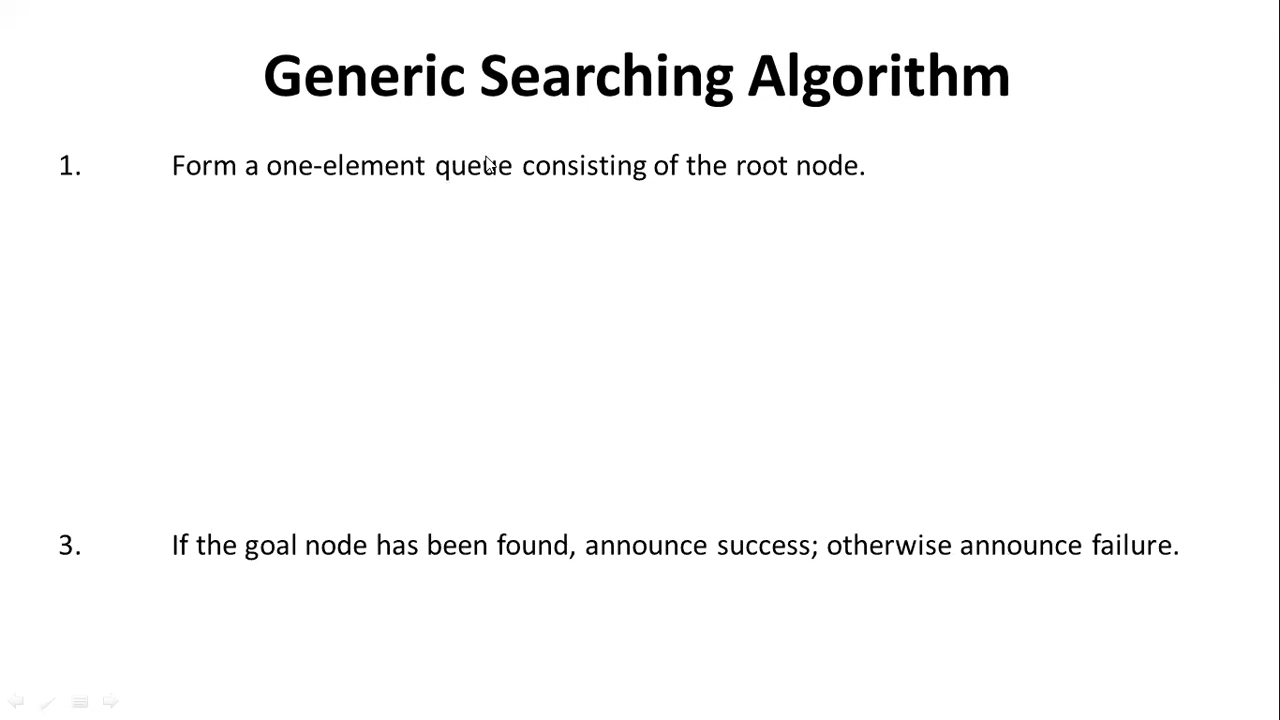 Generic Searching Algorithm
1. Form a one-element queue consisting of the root node.
3. If the goal node has been found, announce success; otherwise announce failure.